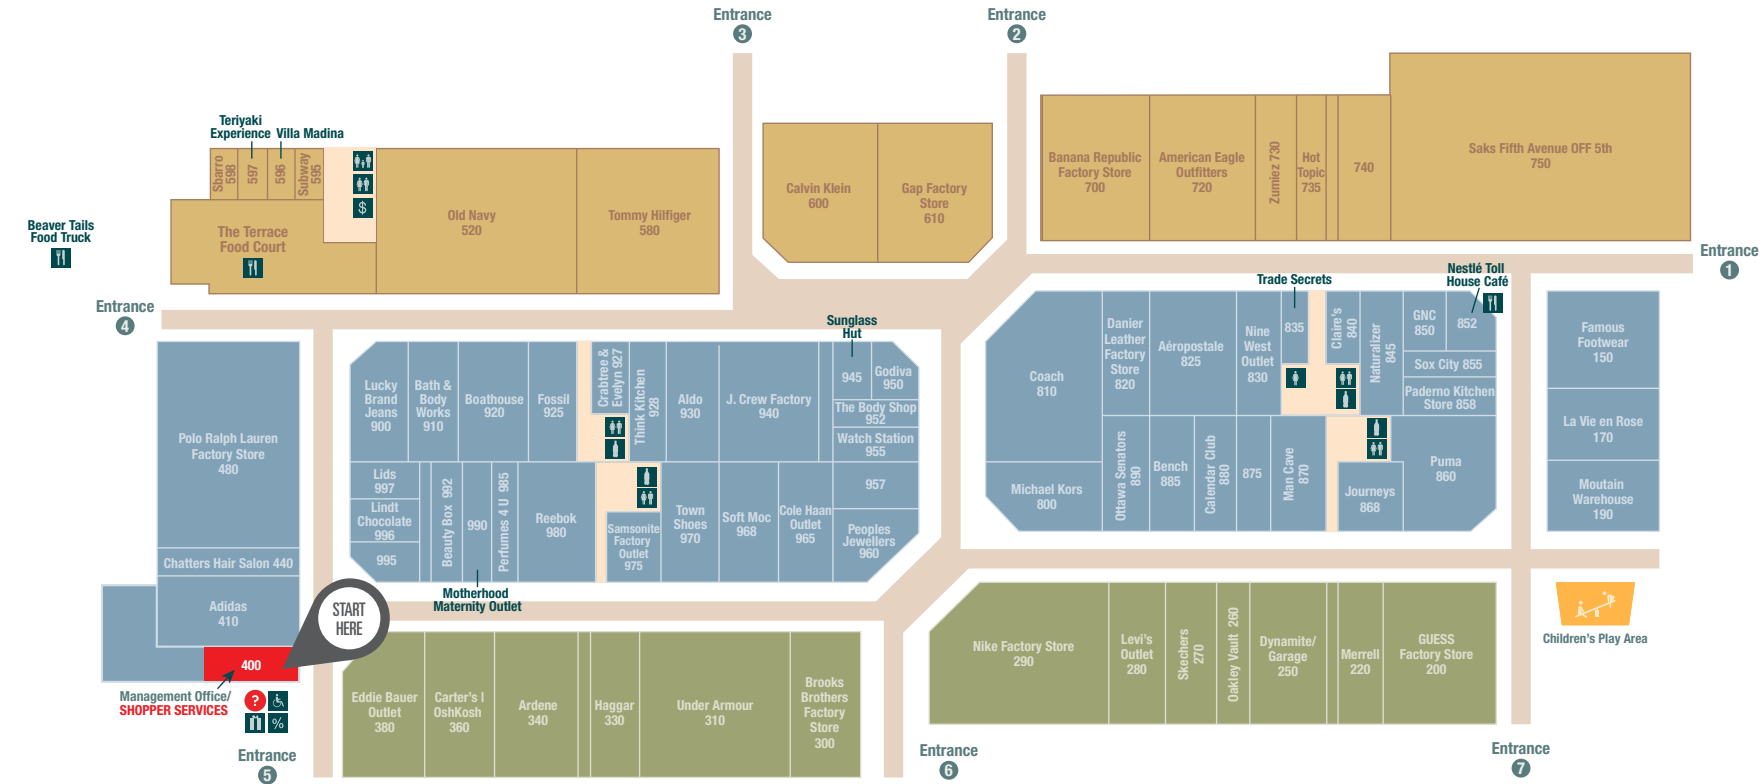 Entrance
3
Entrance
2
Teriyaki
Experience
Villa Madina
Sbarro
598
597
596
Subway
595
$
Old Navy
520
Tommy Hilfiger
580
The Terrace
Food Court
Beaver Tails
Food Truck
Calvin Klein
600
Gap Factory
Store
610
Banana Republic
Factory Store
700
American Eagle
Outfitters
720
Zumiez 730
Hot
Topic
735
740
Saks Fifth Avenue OFF 5th
750
Entrance
1
Entrance
4
Trade Secrets
Nestlé Toll
House Café
Sunglass
Hut
Polo Ralph Lauren
Factory Store
480
Chatters Hair Salon 440
Adidas
410
400
START
HERE
Management Office/
SHOPPER SERVICES
?
%
Entrance
5
Lucky
Brand
Jeans
900
Bath &
Body
Works
910
Boathouse
920
Fossil
925
Crabtree &
Evelyn 927
Think Kitchen
928
Aldo
930
J. Crew Factory
940
945
Godiva
950
The Body Shop
952
Watch Station
955
957
Peoples
Jewellers
960
Lids
997
Lindt
Chocolate
996
995
Beauty Box 992
990
Perfumes 4 U 985
Reebok
980
Samsonite
Factory
Outlet
975
Town
Shoes
970
Soft Moc
968
Cole Haan
Outlet
965
Motherhood
Maternity Outlet
Coach
810
Michael Kors
800
Danier
Leather
Factory
Store
820
Aéropostale
825
Nine
West
Outlet
830
835
Claire's
840
Naturalizer
845
GNC
850
852
Sox City 855
Paderno Kitchen
Store 858
Ottawa Senators
890
Bench
885
Calendar Club
880
875
Man Cave
870
Journeys
868
Puma
860
Famous
Footwear
150
La Vie en Rose
170
Moutain
Warehouse
190
Children's Play Area
Eddie Bauer
Outlet
380
Carter's I
OshKosh
360
Ardene
340
Haggar
330
Under Armour
310
Brooks
Brothers
Factory
Store
300
Nike Factory Store
290
Levi's
Outlet
280
Skechers
270
Oakley Vault 260
Dynamite/
Garage
250
Merrell
220
GUESS
Factory Store
200
Entrance
6
Entrance
7